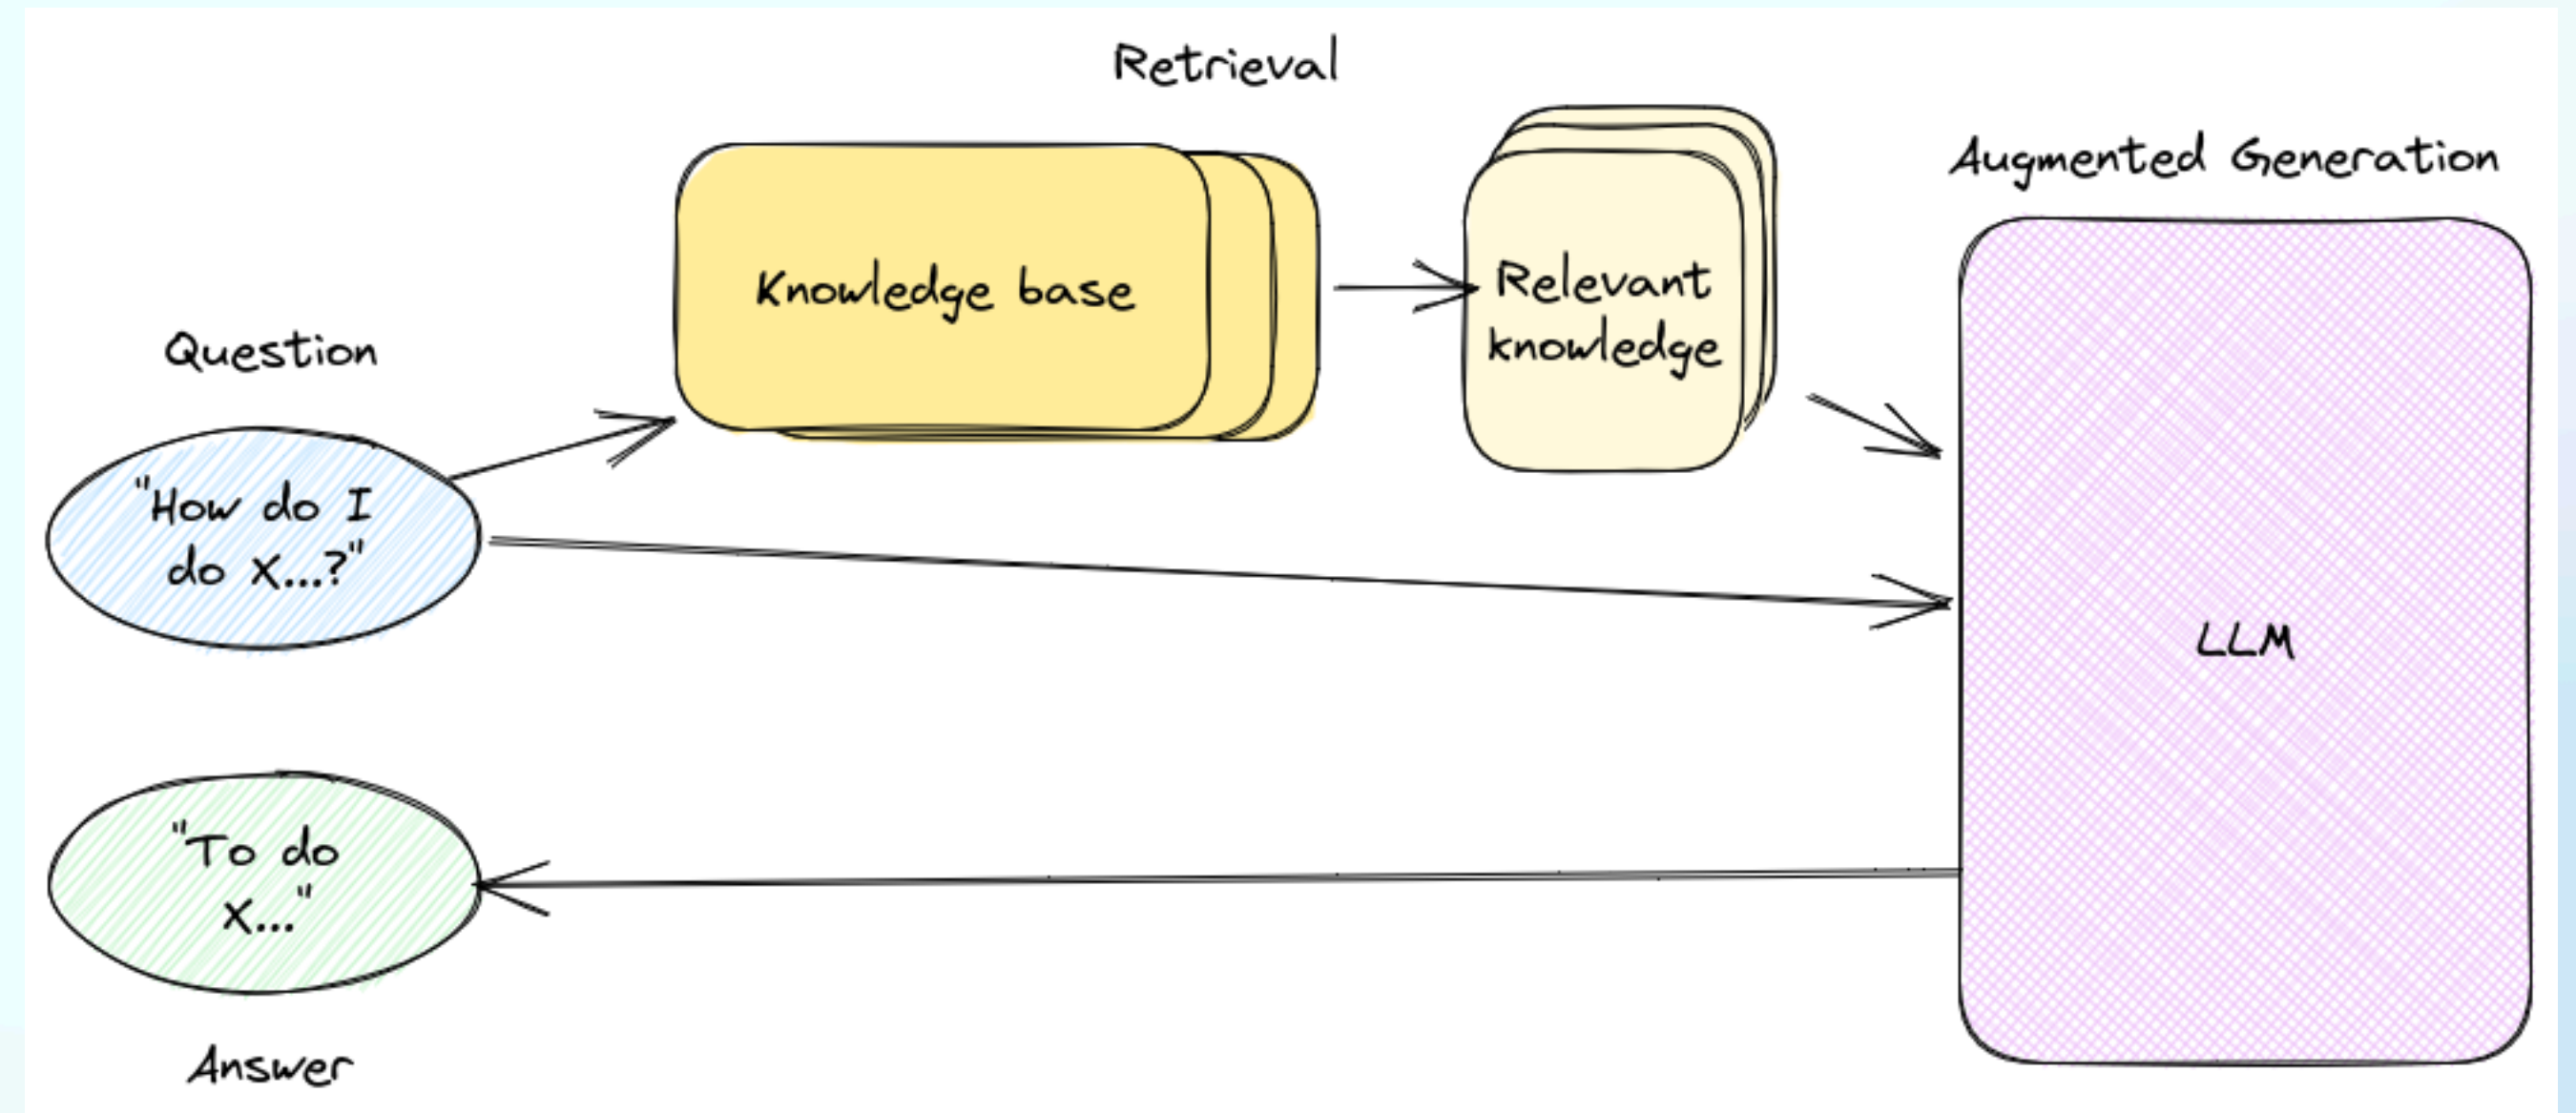 Retrieval
Augmented Generation
Knowledge base
Relevant
knowledge
Question
"How do I
do X...?"
LLM
"To do
X..."
Answer